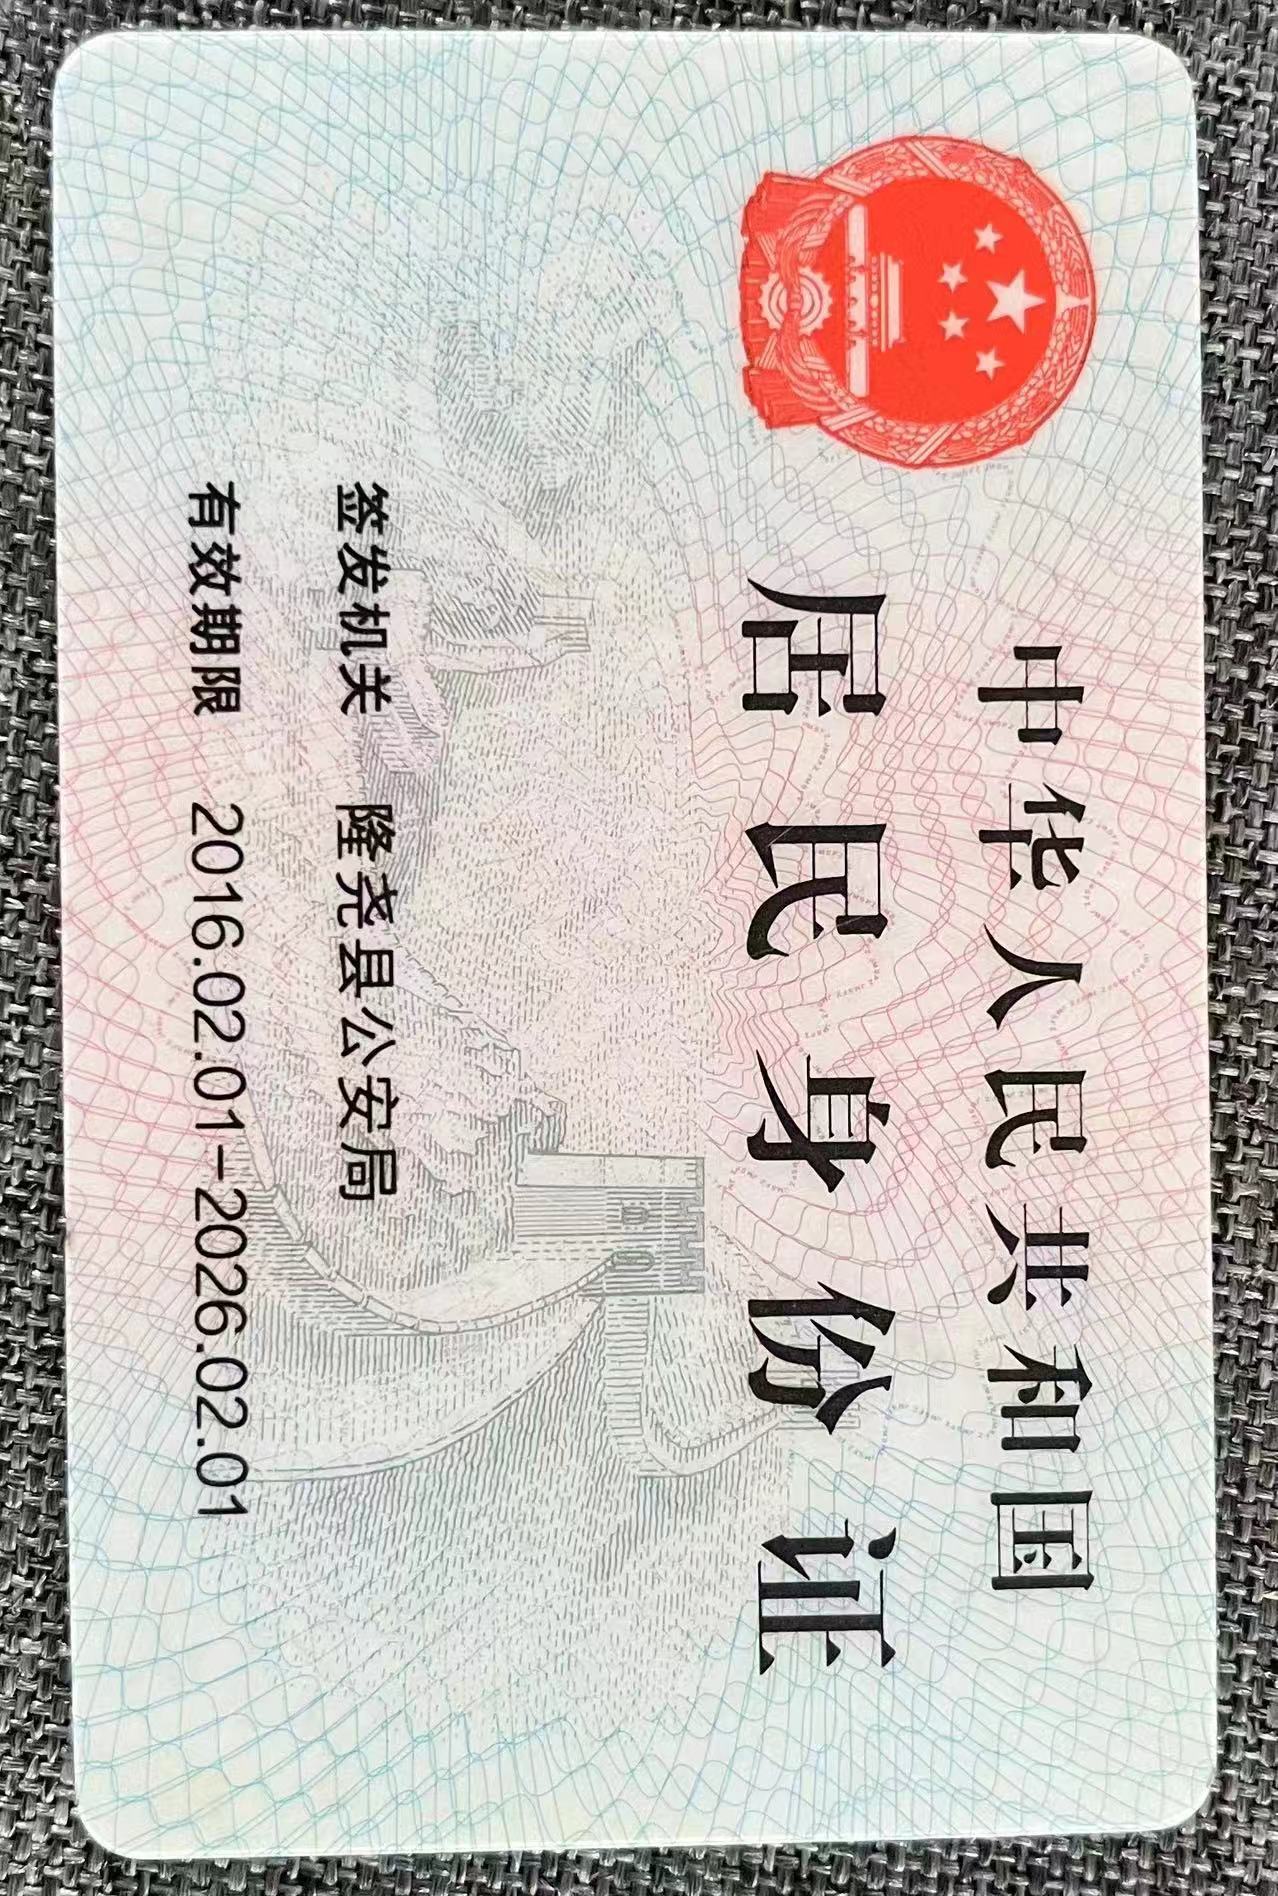 中华人民共和国
居民身份证
签发机关 隆尧县公安局
有效期限 2016.02.01-2026.02.01